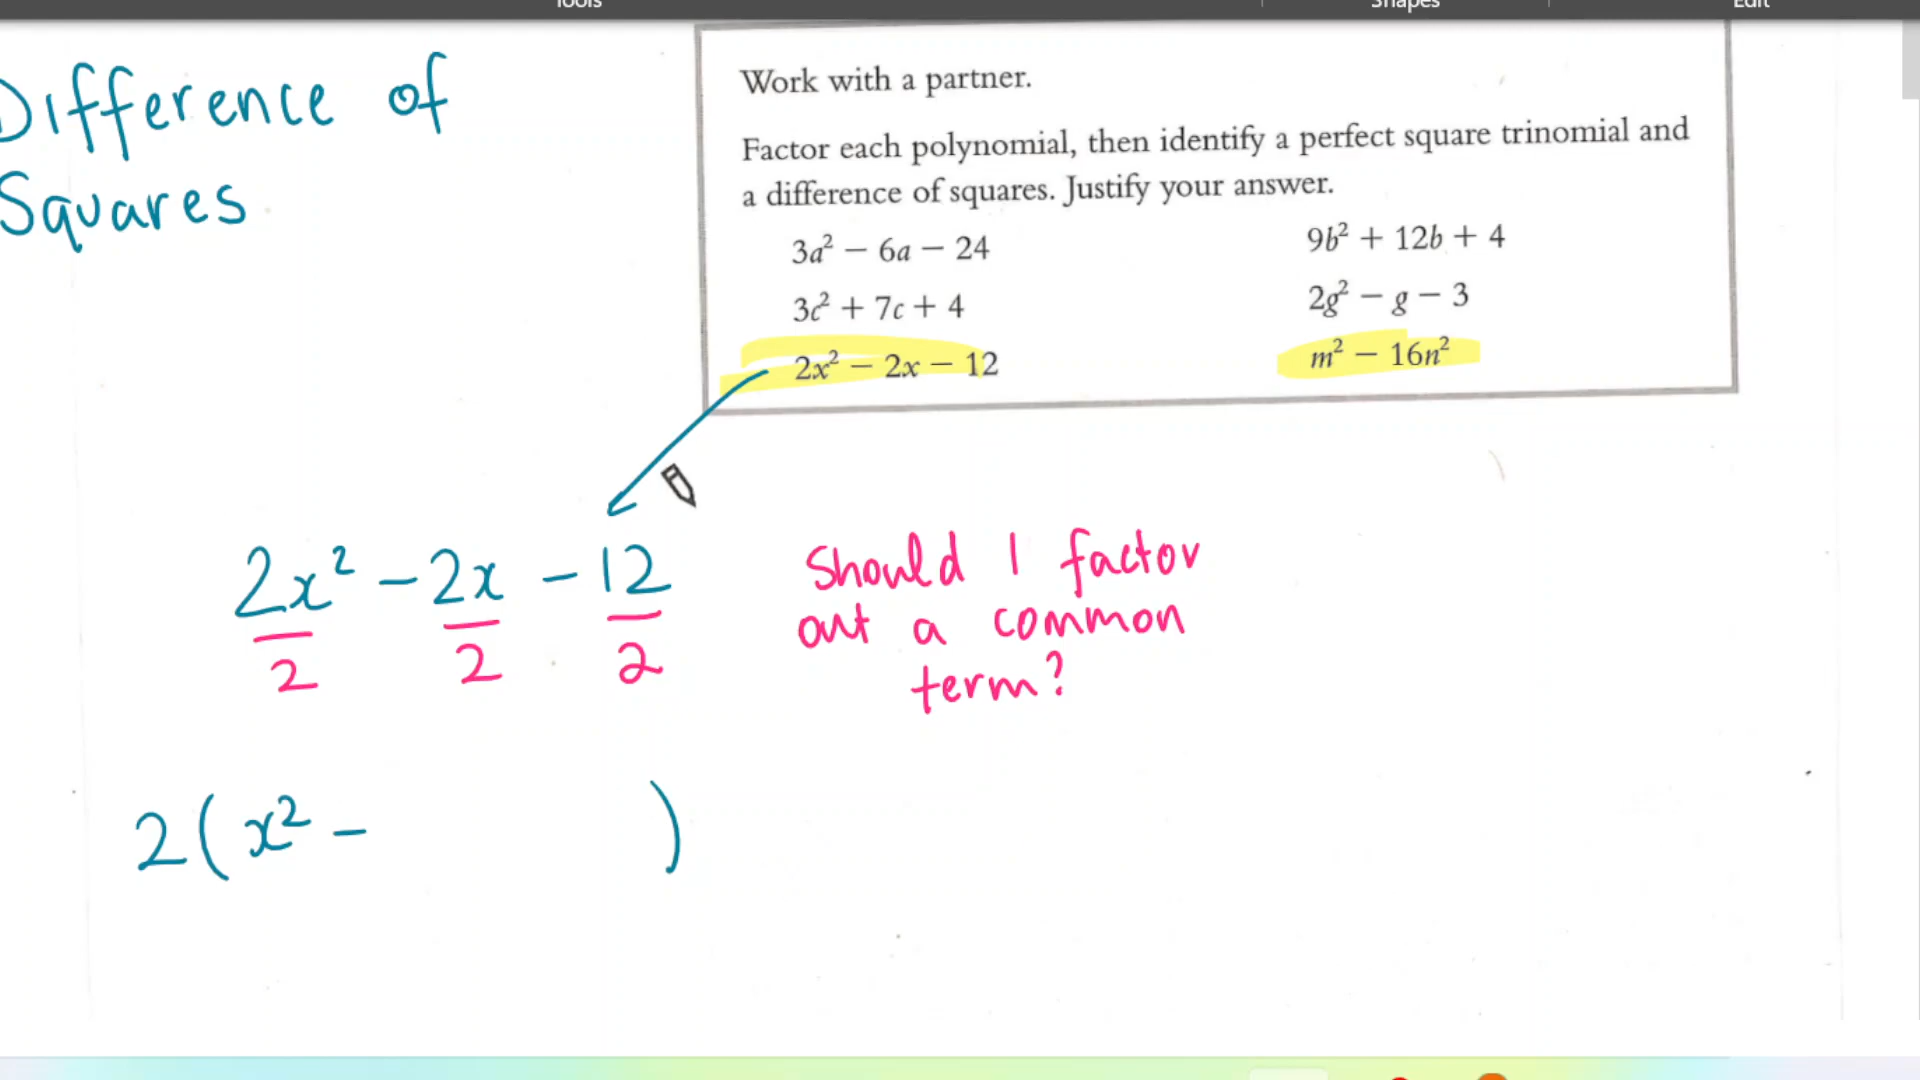 Tools
Shapes
Edit
Difference of
Squares
Work with a partner.
Factor each polynomial, then identify a perfect square trinomial and
a difference of squares. Justify your answer.
3a² − 6a − 24
9b² + 12b + 4
3c² + 7c + 4
2g² − g − 3
2x² − 2x − 12
m² − 16n²
2x² − 2x − 12
2 2 2
Should I factor
out a common
term?
2(x² − )